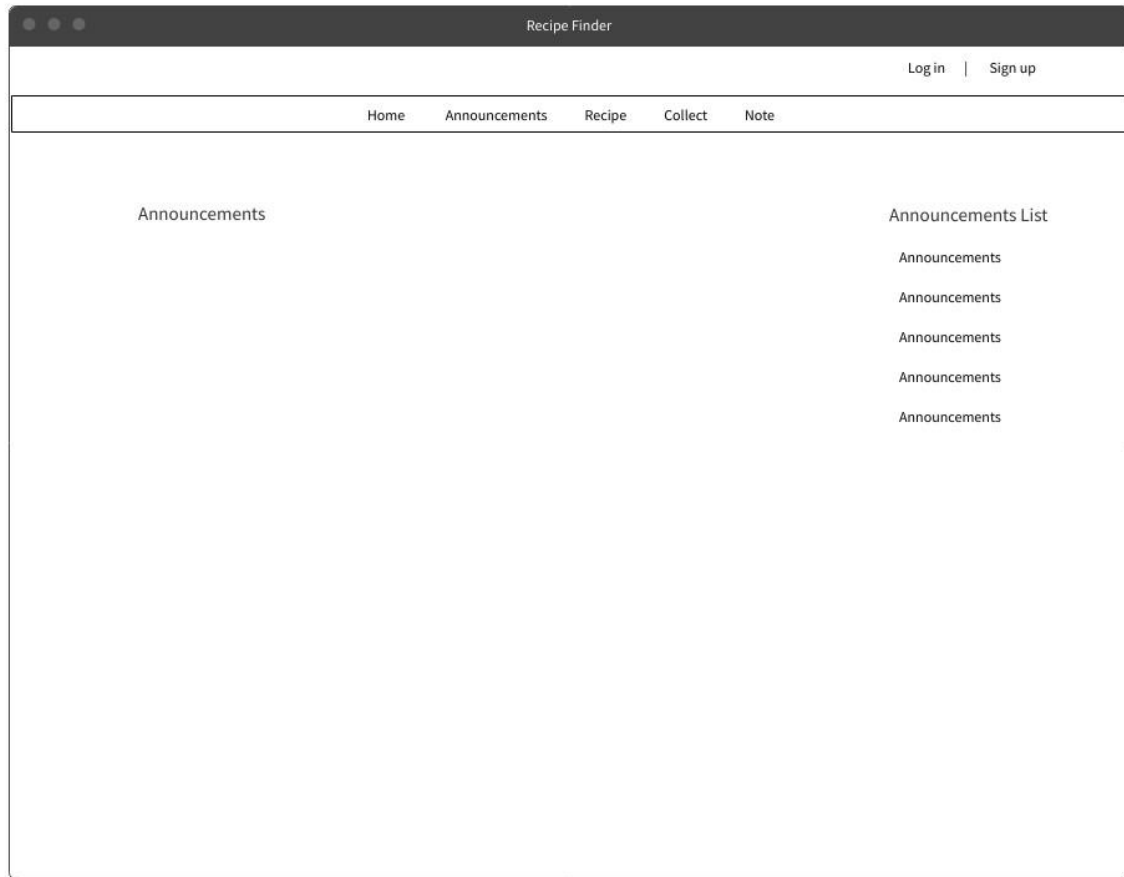 Recipe Finder
Log in | Sign up
Home Announcements Recipe Collect Note
Announcements
Announcements List
Announcements
Announcements
Announcements
Announcements
Announcements